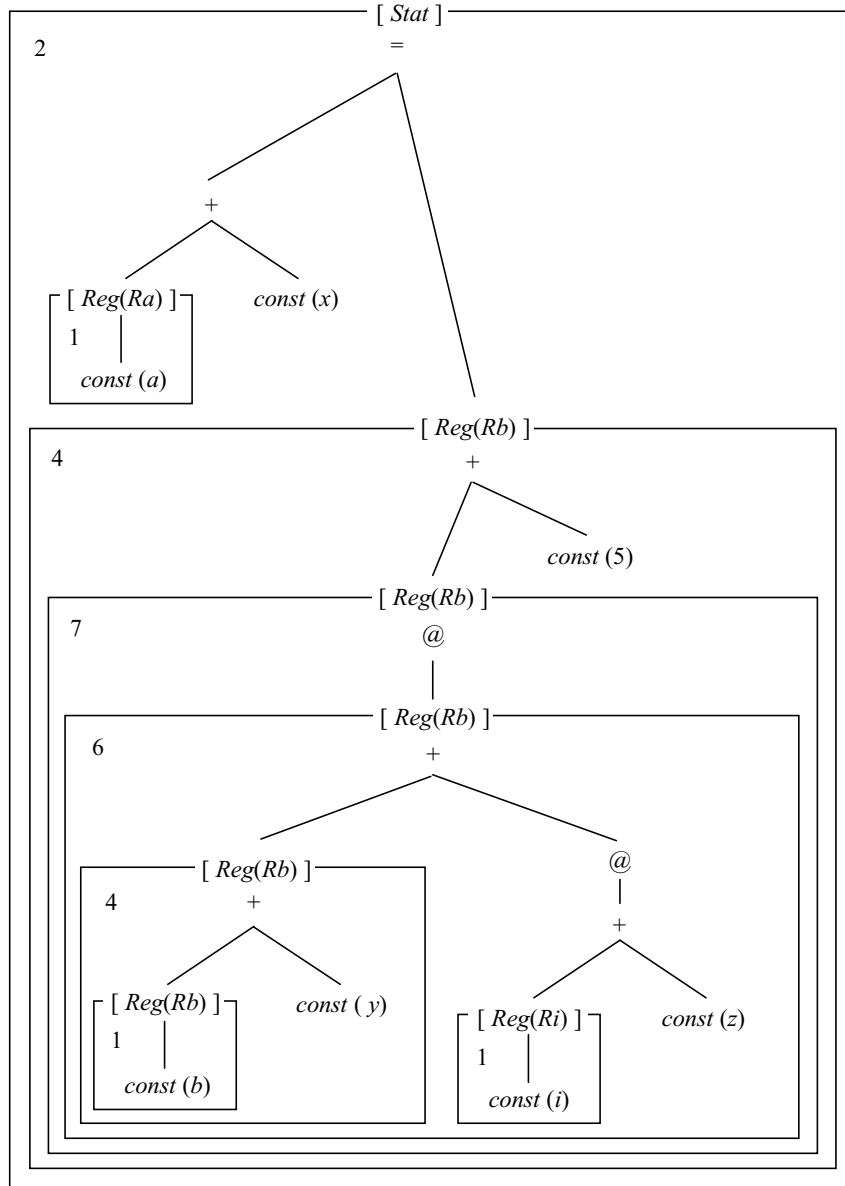 [ Stat ]
2
=
+
[ Reg(Ra) ]
const (x)
1
const (a)
[ Reg(Rb) ]
4
+
const (5)
[ Reg(Rb) ]
7
@
[ Reg(Rb) ]
6
+
[ Reg(Rb) ]
@
4
+
+
[ Reg(Rb) ]
const ( y)
[ Reg(Ri) ]
const (z)
1
1
const (b)
const (i)